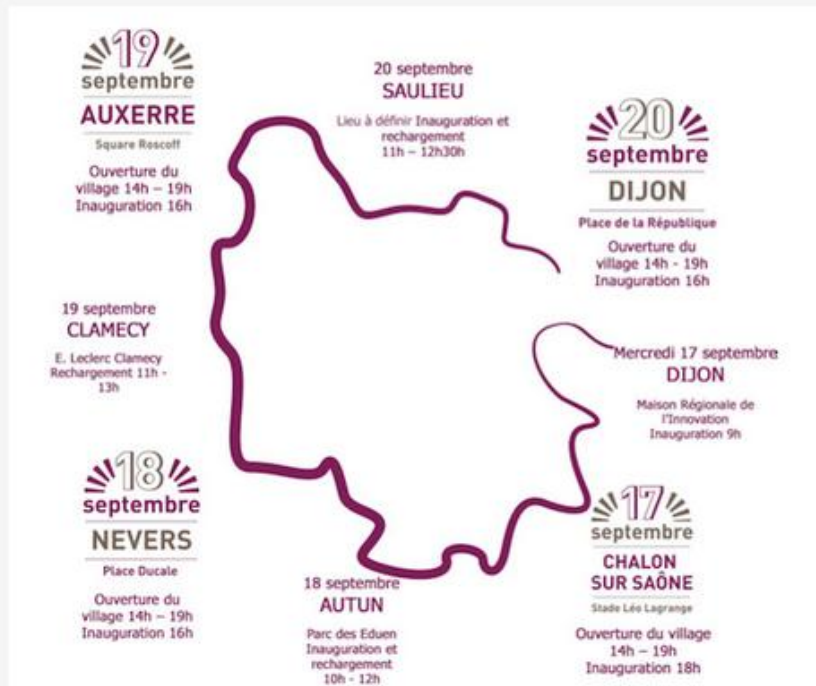 19
septembre
AUXERRE
Square Roscoff
Ouverture du
village 14h – 19h
Inauguration 16h
20 septembre
SAULIEU
Lieu à définir Inauguration et
rechargement
11h – 12h30h
20
septembre
DIJON
Place de la République
Ouverture du
village 14h - 19h
Inauguration 16h
19 septembre
CLAMECY
E. Leclerc Clamecy
Rechargement 11h -
13h
Mercredi 17 septembre
DIJON
Maison Régionale de
l'Innovation
Inauguration 9h
18
septembre
NEVERS
Place Ducale
Ouverture du
village 14h – 19h
Inauguration 16h
18 septembre
AUTUN
Parc des Eduen
Inauguration et
rechargement
10h - 12h
17
septembre
CHALON
SUR SAÔNE
Stade Léo Lagrange
Ouverture du village
14h – 19h
Inauguration 18h